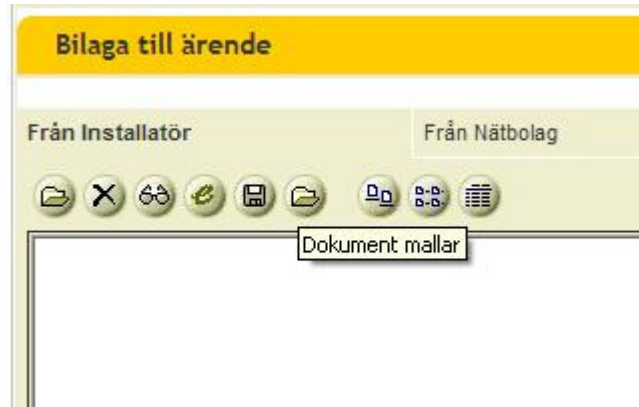 Bilaga till ärende
Från Installatör
Från Nätbolag
Dokument mallar